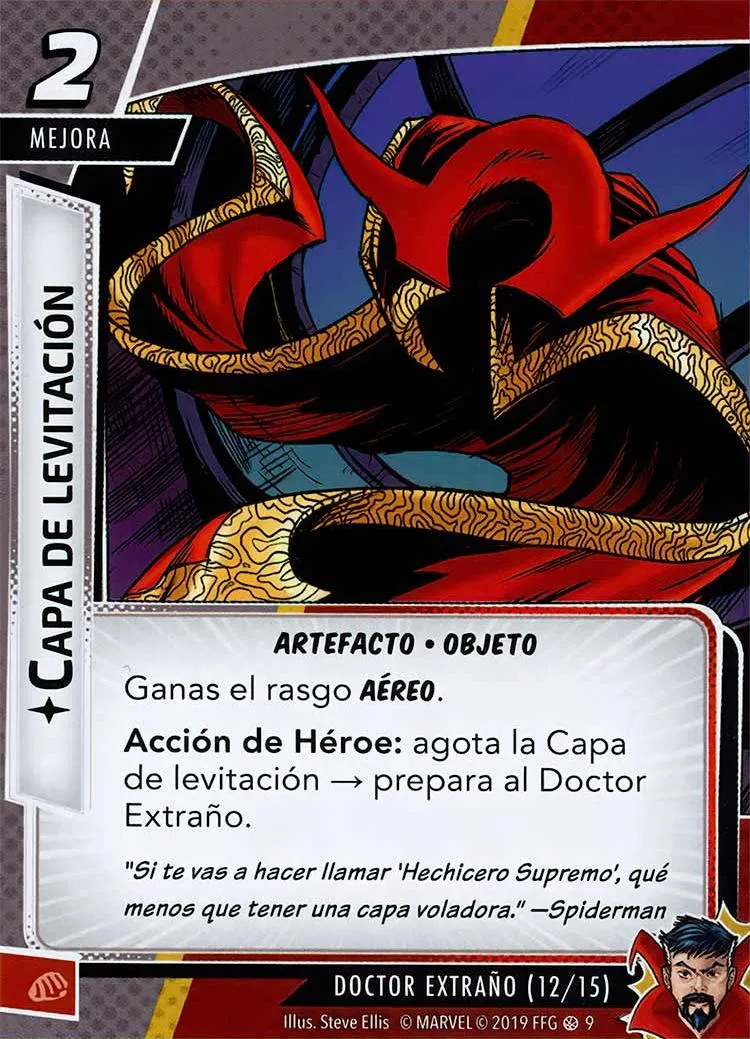 2
MEJORA
CAPA DE LEVITACIÓN
ARTEFACTO • OBJETO
Ganas el rasgo AÉREO.
Acción de Héroe: agota la Capa
de levitación → prepara al Doctor
Extraño.
"Si te vas a hacer llamar 'Hechicero Supremo', qué
menos que tener una capa voladora." —Spiderman
DOCTOR EXTRAÑO (12/15)
Illus. Steve Ellis © MARVEL © 2019 FFG 9